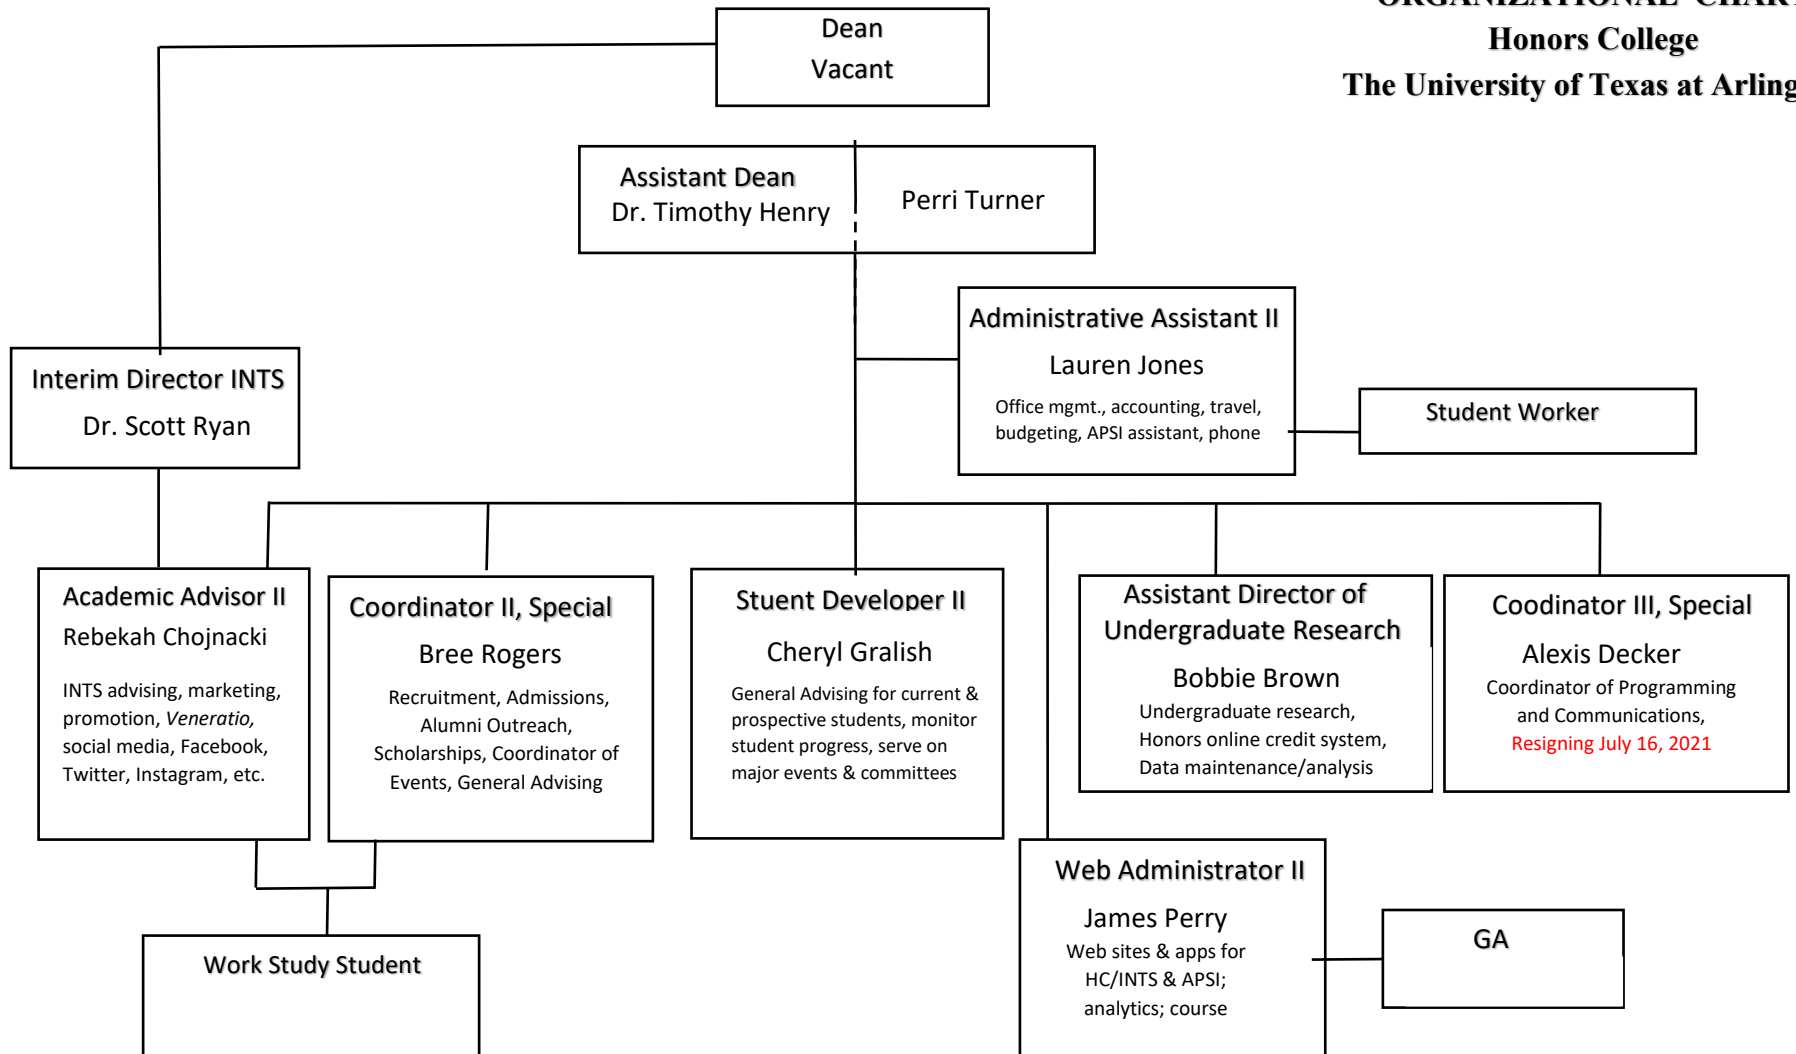 ORGANIZATIONAL CHART
Honors College
The University of Texas at Arling
Dean
Vacant
Assistant Dean
Dr. Timothy Henry
Perri Turner
Administrative Assistant II
Lauren Jones
Office mgmt., accounting, travel,
budgeting, APSI assistant, phone
Student Worker
Interim Director INTS
Dr. Scott Ryan
Academic Advisor II
Rebekah Chojnacki
INTS advising, marketing,
promotion, Veneratio,
social media, Facebook,
Twitter, Instagram, etc.
Coordinator II, Special
Bree Rogers
Recruitment, Admissions,
Alumni Outreach,
Scholarships, Coordinator of
Events, General Advising
Stuent Developer II
Cheryl Gralish
General Advising for current &
prospective students, monitor
student progress, serve on
major events & committees
Assistant Director of
Undergraduate Research
Bobbie Brown
Undergraduate research,
Honors online credit system,
Data maintenance/analysis
Coodinator III, Special
Alexis Decker
Coordinator of Programming
and Communications,
Resigning July 16, 2021
Web Administrator II
James Perry
Web sites & apps for
HC/INTS & APSI;
analytics; course
GA
Work Study Student